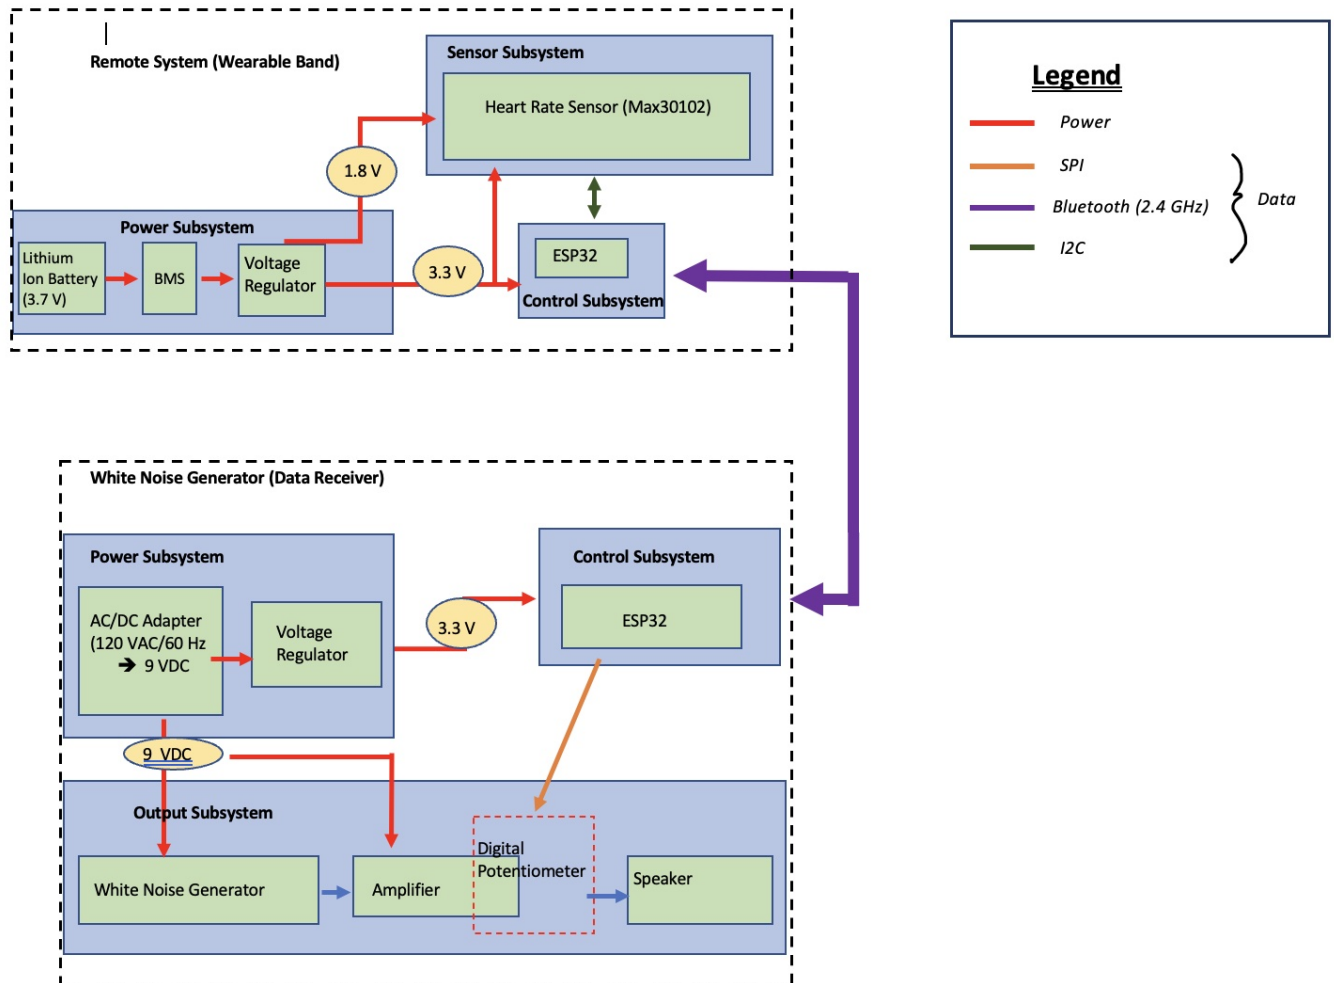 Remote System (Wearable Band)
Sensor Subsystem
Heart Rate Sensor (Max30102)
1.8 V
Power Subsystem
Lithium
Ion Battery
(3.7 V)
BMS
Voltage
Regulator
3.3 V
ESP32
Control Subsystem
Legend
Power
SPI
Bluetooth (2.4 GHz)
Data
I2C
White Noise Generator (Data Receiver)
Power Subsystem
AC/DC Adapter
(120 VAC/60 Hz
➔ 9 VDC
Voltage
Regulator
3.3 V
Control Subsystem
ESP32
9 VDC
Output Subsystem
White Noise Generator
Amplifier
Digital
Potentiometer
Speaker